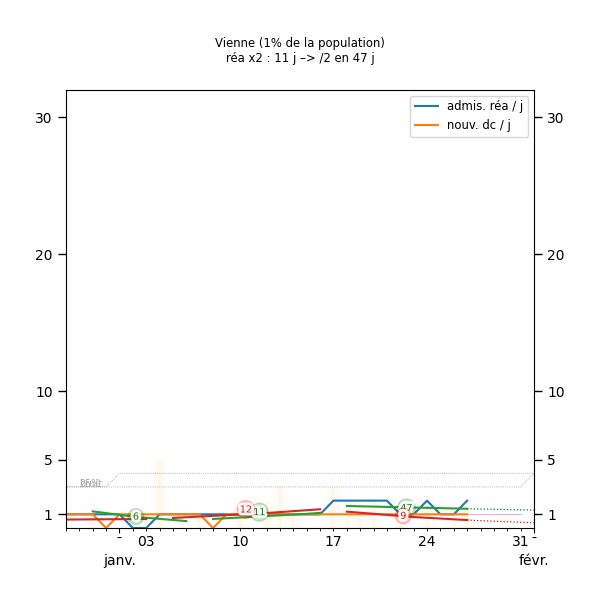 Vienne (1% de la population)
réa x2 : 11 j –> /2 en 47 j
admis. réa / j
nouv. dc / j
30
30
20
20
10
10
5
5
6
12
11
47
9
1
1
- 03 10 17 24 31 -
janv. févr.